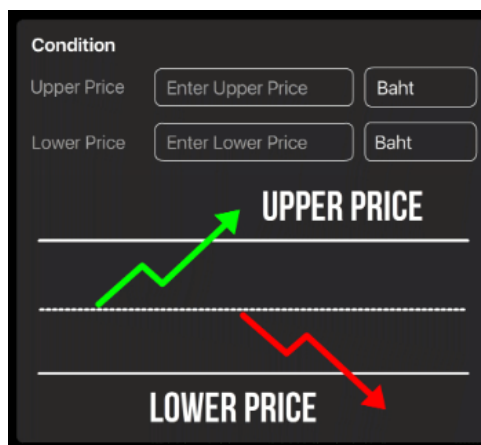 Condition
Upper Price Enter Upper Price Baht
Lower Price Enter Lower Price Baht
UPPER PRICE
LOWER PRICE